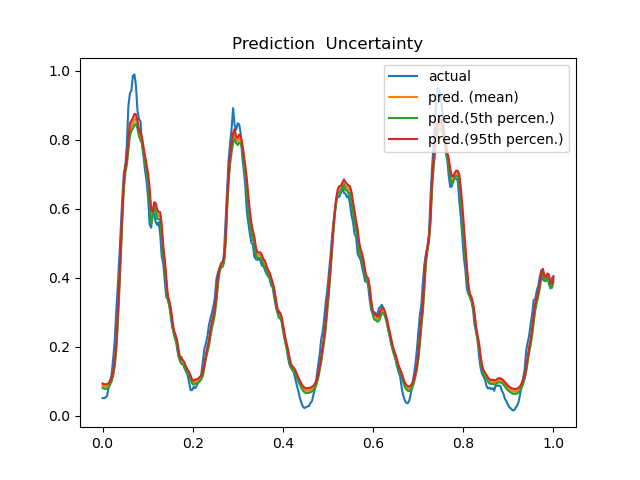 Prediction  Uncertainty
actual
pred. (mean)
pred.(5th percen.)
pred.(95th percen.)
1.0
0.8
0.6
0.4
0.2
0.0
0.0 0.2 0.4 0.6 0.8 1.0